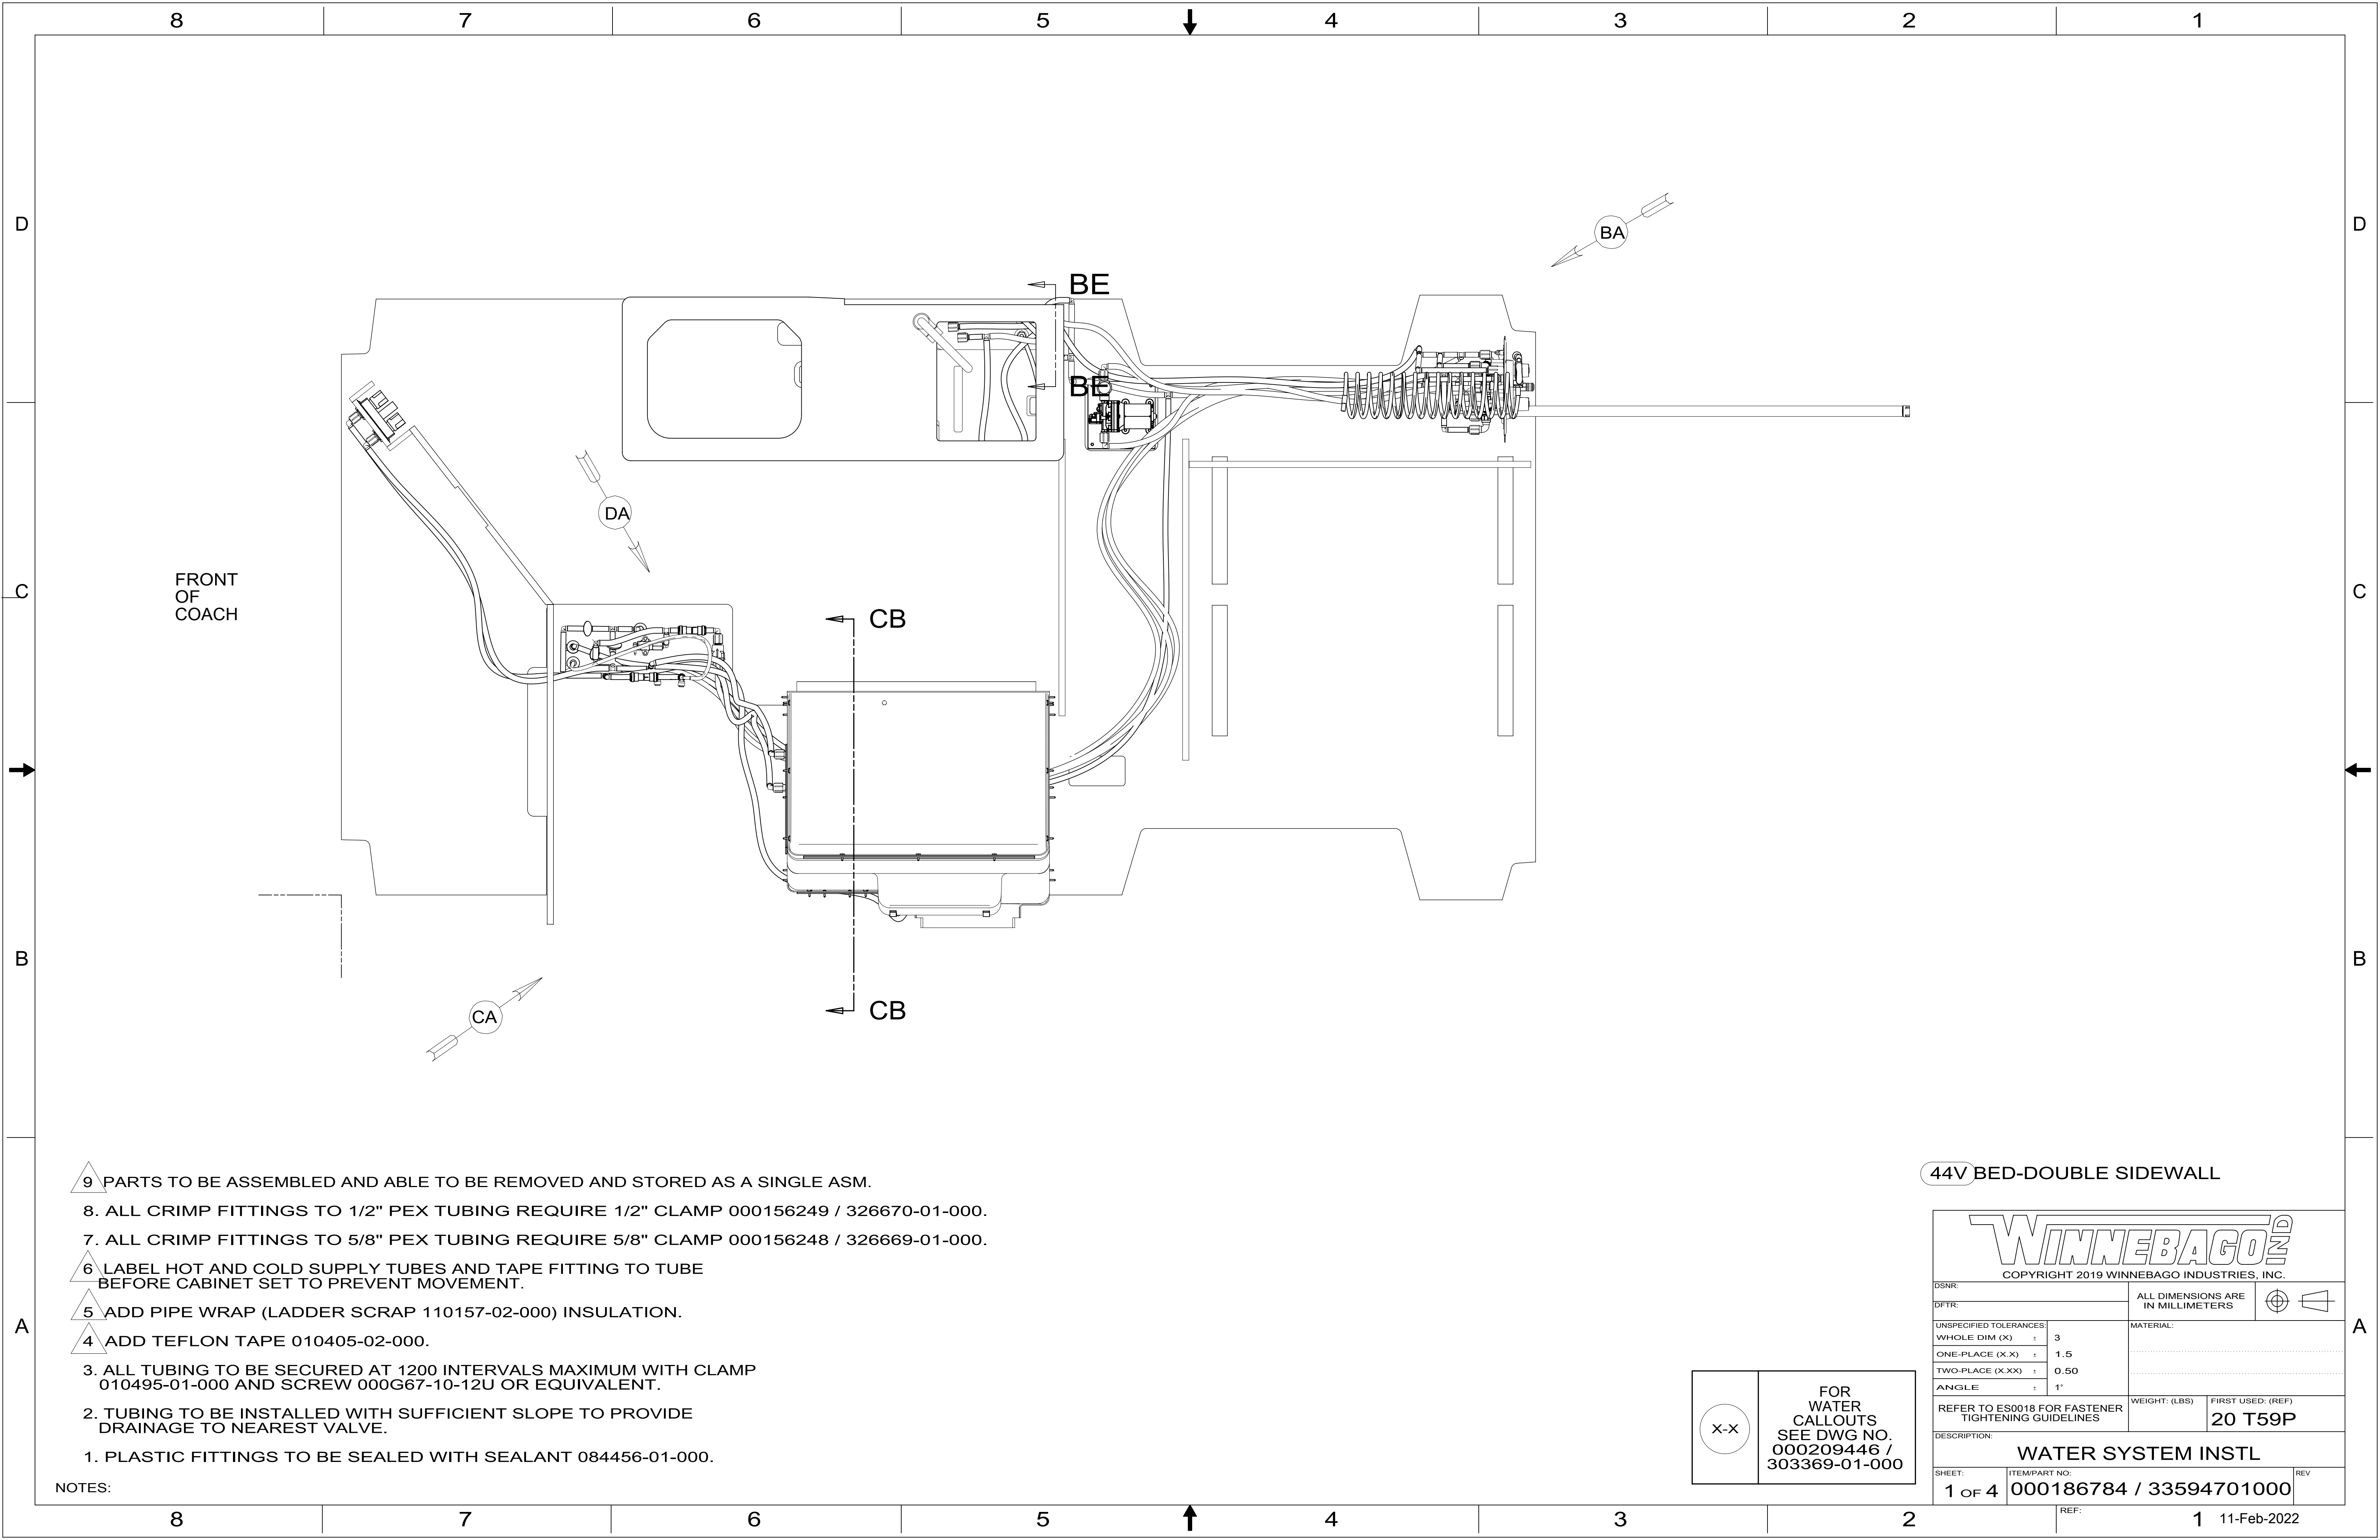 8 7 6 5 4 3 2 1
D D
BA
BE
BE
DA
FRONT
OF
COACH
C C
CB
CB
B B
CA
9 PARTS TO BE ASSEMBLED AND ABLE TO BE REMOVED AND STORED AS A SINGLE ASM.
8. ALL CRIMP FITTINGS TO 1/2" PEX TUBING REQUIRE 1/2" CLAMP 000156249 / 326670-01-000.
7. ALL CRIMP FITTINGS TO 5/8" PEX TUBING REQUIRE 5/8" CLAMP 000156248 / 326669-01-000.
6 LABEL HOT AND COLD SUPPLY TUBES AND TAPE FITTING TO TUBE
BEFORE CABINET SET TO PREVENT MOVEMENT.
5 ADD PIPE WRAP (LADDER SCRAP 110157-02-000) INSULATION.
4 ADD TEFLON TAPE 010405-02-000.
3. ALL TUBING TO BE SECURED AT 1200 INTERVALS MAXIMUM WITH CLAMP
010495-01-000 AND SCREW 000G67-10-12U OR EQUIVALENT.
2. TUBING TO BE INSTALLED WITH SUFFICIENT SLOPE TO PROVIDE
DRAINAGE TO NEAREST VALVE.
1. PLASTIC FITTINGS TO BE SEALED WITH SEALANT 084456-01-000.
NOTES:
A A
X-X
FOR
WATER
CALLOUTS
SEE DWG NO.
000209446 /
303369-01-000
44V BED-DOUBLE SIDEWALL
WINNEBAGO IND
COPYRIGHT 2019 WINNEBAGO INDUSTRIES, INC.
DSNR:
DFTR:
ALL DIMENSIONS ARE
IN MILLIMETERS
UNSPECIFIED TOLERANCES:
WHOLE DIM (X) ± 3
ONE-PLACE (X.X) ± 1.5
TWO-PLACE (X.XX) ± 0.50
ANGLE ± 1°
MATERIAL:
REFER TO ES0018 FOR FASTENER
TIGHTENING GUIDELINES
WEIGHT: (LBS)
FIRST USED: (REF)
20 T59P
DESCRIPTION:
WATER SYSTEM INSTL
SHEET:
1 OF 4
ITEM/PART NO:
000186784 / 33594701000
REV
REF:
8 7 6 5 4 3 2 1
11-Feb-2022